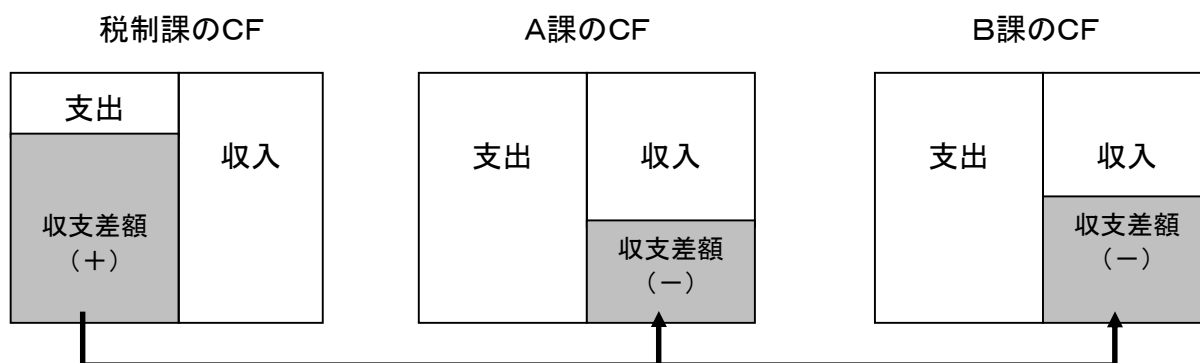 税制課のCF
支出
収入
収支差額
（＋）
A課のCF
支出
収入
収支差額
（－）
B課のCF
支出
収入
収支差額
（－）